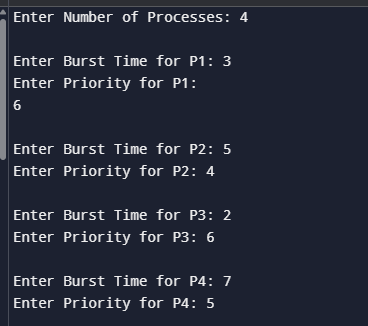 Enter Number of Processes: 4
Enter Burst Time for P1: 3
Enter Priority for P1:
6
Enter Burst Time for P2: 5
Enter Priority for P2: 4
Enter Burst Time for P3: 2
Enter Priority for P3: 6
Enter Burst Time for P4: 7
Enter Priority for P4: 5